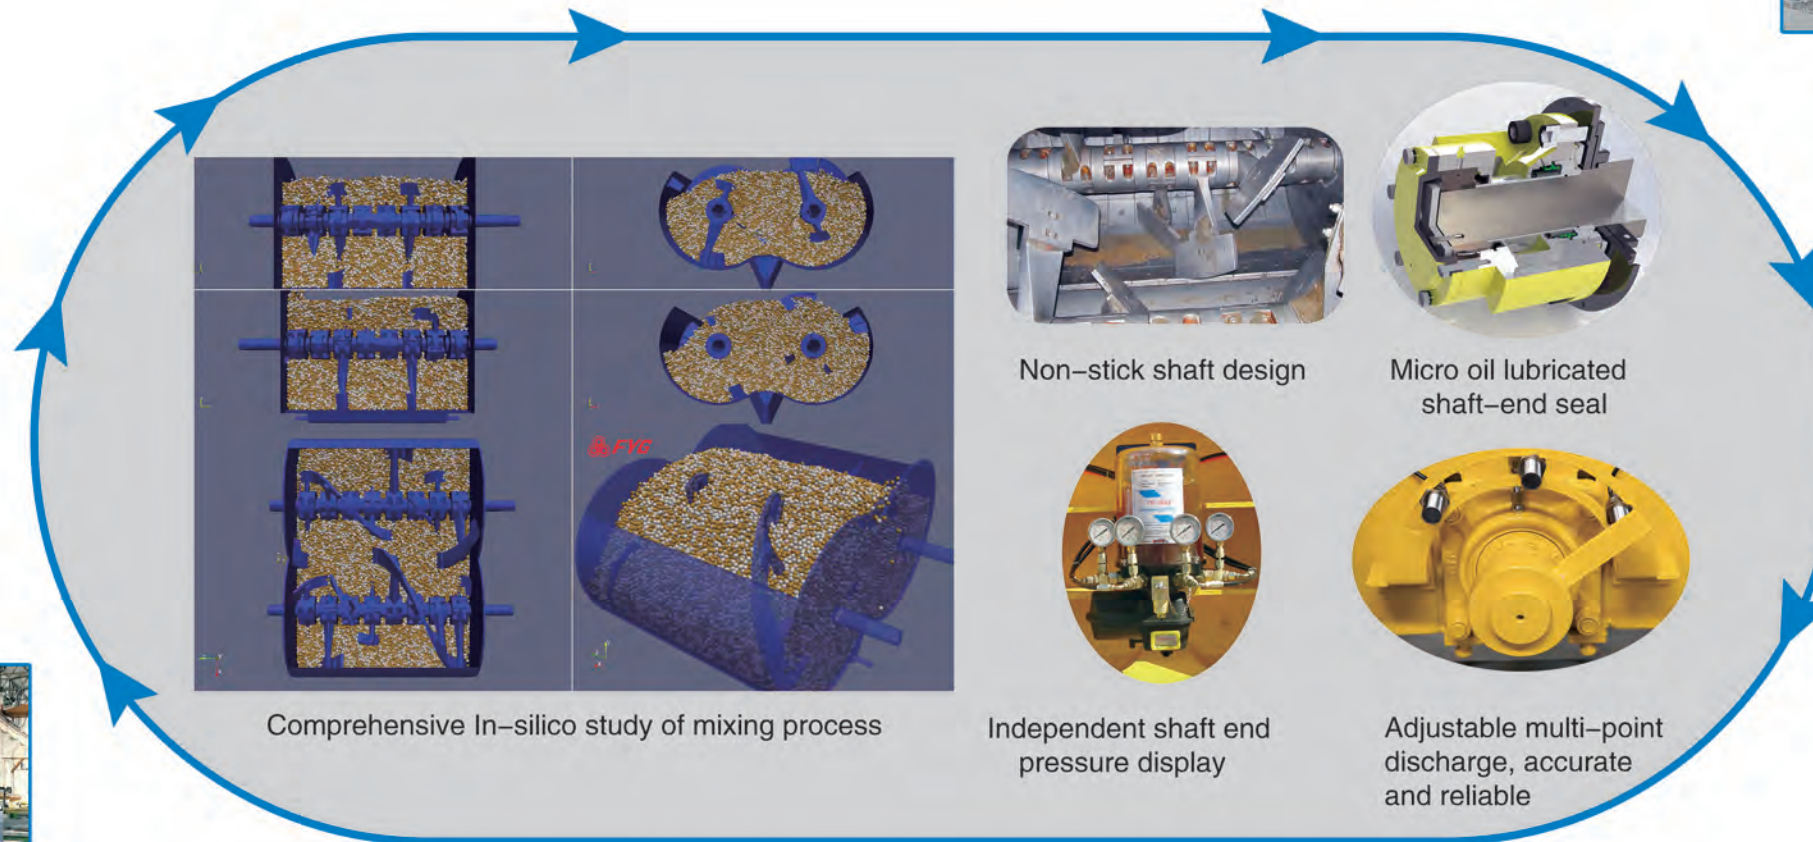 FYG
Comprehensive In–silico study of mixing process
Non–stick shaft design
Micro oil lubricated
shaft–end seal
Independent shaft end
pressure display
Adjustable multi–point
discharge, accurate
and reliable